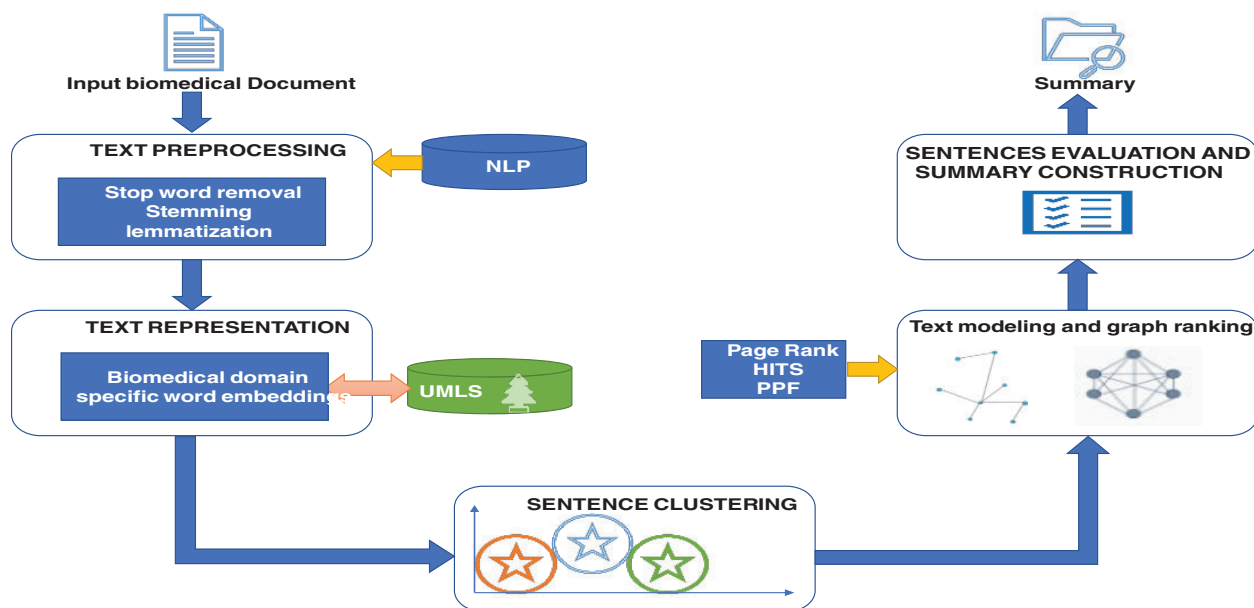 Input biomedical Document
TEXT PREPROCESSING
Stop word removal
Stemming
lemmatization
NLP
TEXT REPRESENTATION
Biomedical domain
specific word embeddings
UMLS
SENTENCE CLUSTERING
Page Rank
HITS
PPF
Text modeling and graph ranking
SENTENCES EVALUATION AND
SUMMARY CONSTRUCTION
Summary